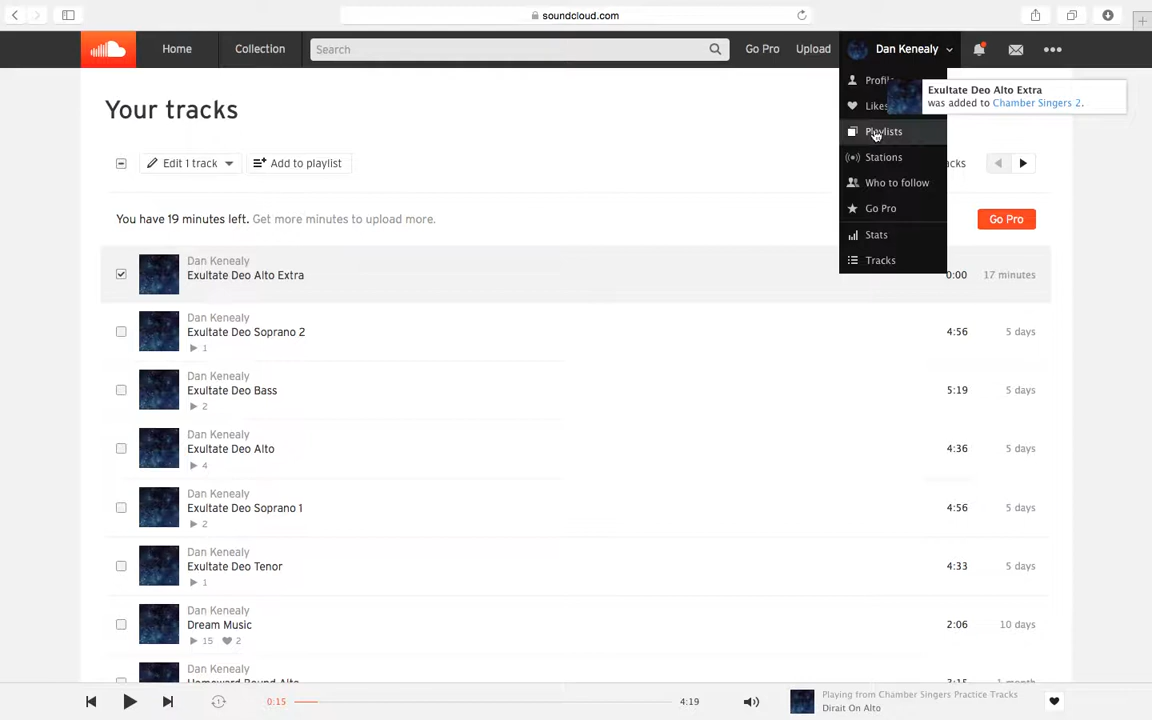 soundcloud.com
Home
Collection
Search
Go Pro
Upload
Dan Kenealy
Your tracks
Profile
Likes
Playlists
Stations
Who to follow
Go Pro
Stats
Tracks
Exultate Deo Alto Extra
was added to Chamber Singers 2.
Edit 1 track
Add to playlist
You have 19 minutes left. Get more minutes to upload more.
Go Pro
Dan Kenealy
Exultate Deo Alto Extra
0:00
17 minutes
Dan Kenealy
Exultate Deo Soprano 2
1
4:56
5 days
Dan Kenealy
Exultate Deo Bass
2
5:19
5 days
Dan Kenealy
Exultate Deo Alto
4
4:36
5 days
Dan Kenealy
Exultate Deo Soprano 1
2
4:56
5 days
Dan Kenealy
Exultate Deo Tenor
1
4:33
5 days
Dan Kenealy
Dream Music
15
2
2:06
10 days
Dan Kenealy
Homeward Bound Alto
3:15
1 month
0:15
4:19
Playing from Chamber Singers Practice Tracks
Dirait On Alto